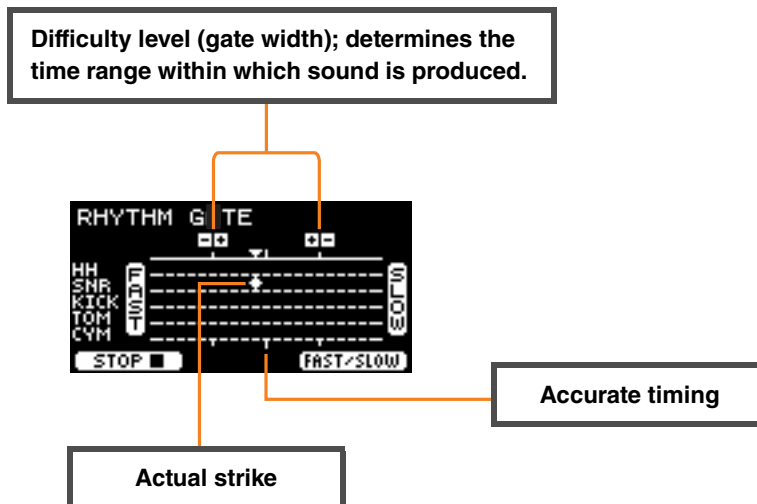 Difficulty level (gate width); determines the
time range within which sound is produced.
RHYTHM G TE
HH
SNR
KICK
TOM
CYM
FAST
SLOW
STOP
FAST/SLOW
Accurate timing
Actual strike